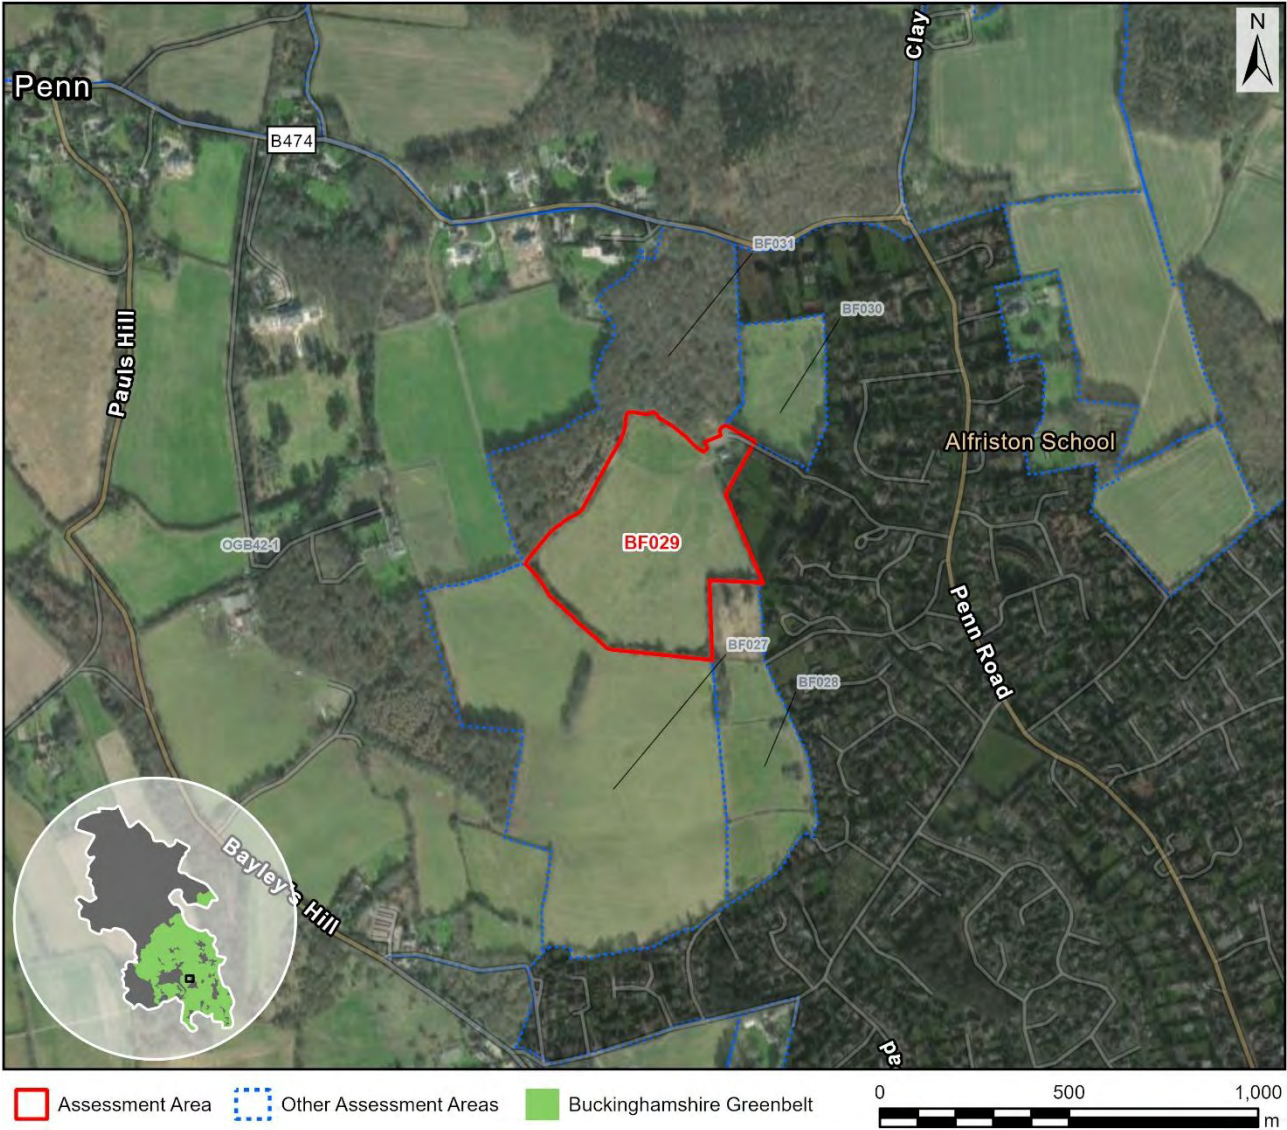 N
Clay
Penn
B474
BF031
BF030
Pauls Hill
Alfriston School
OGB42-1
BF029
Penn Road
BF027
BF028
Bayley's Hill
ad
Assessment Area
Other Assessment Areas
Buckinghamshire Greenbelt
0 500 1,000
m